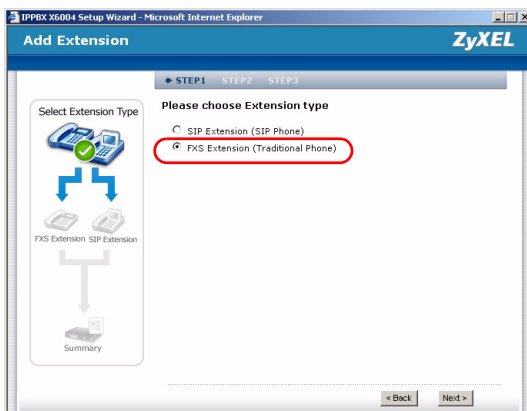 IPPBX X6004 Setup Wizard - Microsoft Internet Explorer
Add Extension
ZyXEL
STEP1 STEP2 STEP3
Select Extension Type
Please choose Extension type
SIP Extension (SIP Phone)
FXS Extension (Traditional Phone)
FXS Extension SIP Extension
Summary
< Back Next >